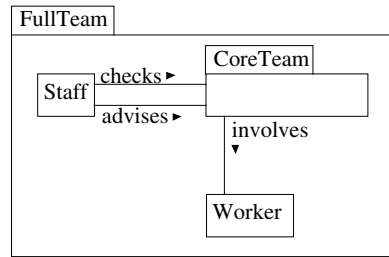 FullTeam
CoreTeam
checks
Staff
advises
involves
Worker